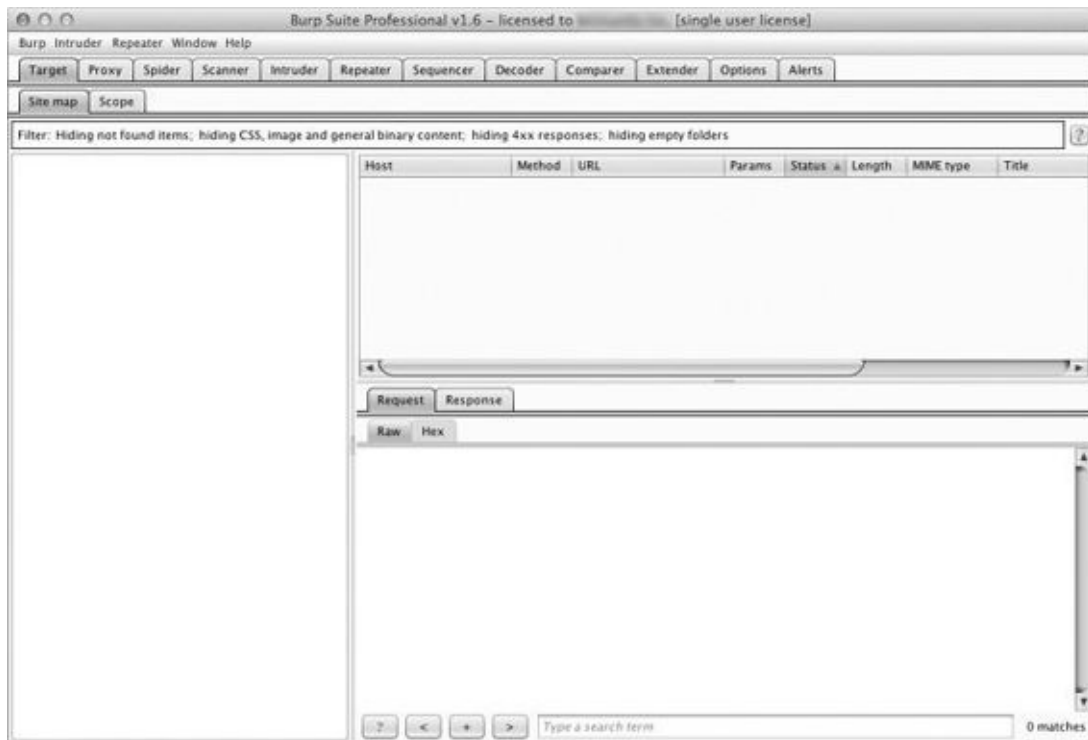 Burp Suite Professional v1.6 – licensed to [single user license]
Burp Intruder Repeater Window Help
Target Proxy Spider Scanner Intruder Repeater Sequencer Decoder Comparer Extender Options Alerts
Site map Scope
Filter: Hiding not found items; hiding CSS, image and general binary content; hiding 4xx responses; hiding empty folders ?
Host Method URL Params Status Length MIME type Title
Request Response
Raw Hex
? < + > Type a search term 0 matches